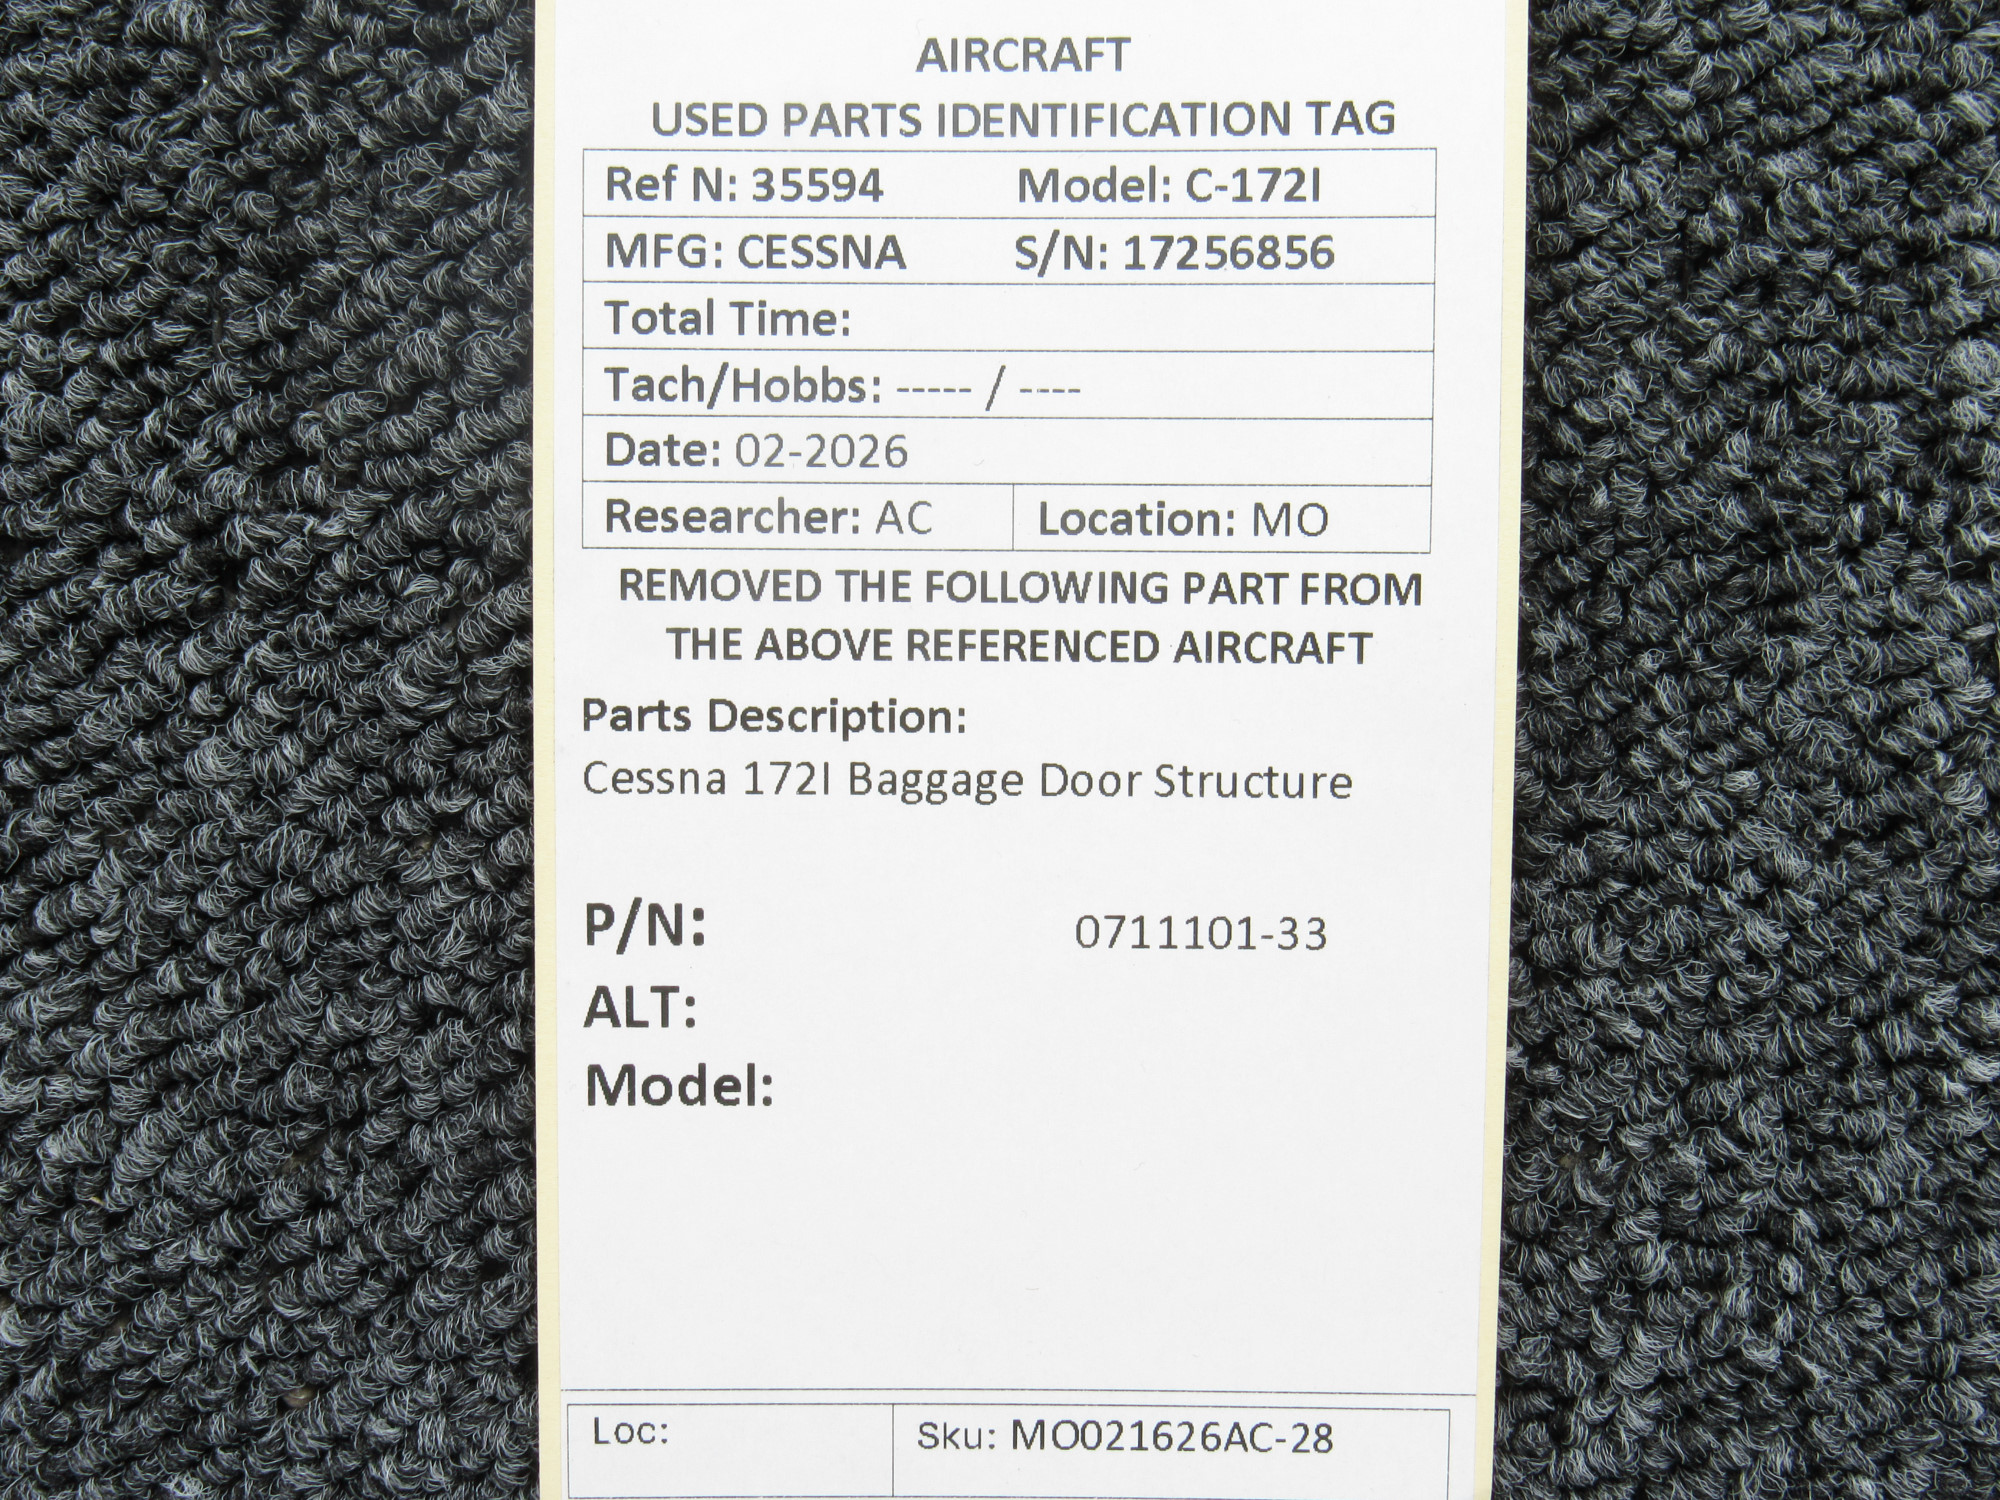 AIRCRAFT
USED PARTS IDENTIFICATION TAG
Ref N: 35594 Model: C-172I
MFG: CESSNA S/N: 17256856
Total Time:
Tach/Hobbs: ----- / ----
Date: 02-2026
Researcher: AC Location: MO
REMOVED THE FOLLOWING PART FROM
THE ABOVE REFERENCED AIRCRAFT
Parts Description:
Cessna 172I Baggage Door Structure
P/N: 0711101-33
ALT:
Model:
Loc: Sku: MO021626AC-28